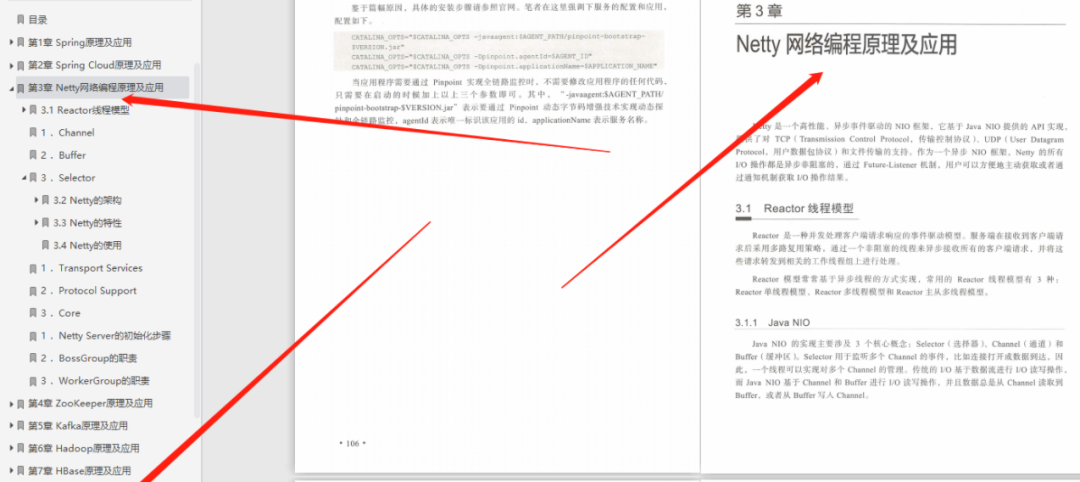 目录
第1章 Spring原理及应用
第2章 Spring Cloud原理及应用
第3章 Netty网络编程原理及应用
3.1 Reactor线程模型
1 . Channel
2 . Buffer
3 . Selector
3.2 Netty的架构
3.3 Netty的特性
3.4 Netty的使用
1 . Transport Services
2 . Protocol Support
3 . Core
1 . Netty Server的初始化步骤
2 . BossGroup的职责
3 . WorkerGroup的职责
第4章 ZooKeeper原理及应用
第5章 Kafka原理及应用
第6章 Hadoop原理及应用
第7章 HBase原理及应用
鉴于篇幅原因，具体的安装步骤请参照官网。笔者在这里强调下服务的配置和应用，
配置如下。
CATALINA_OPTS="$CATALINA_OPTS -javaagent:$AGENT_PATH/pinpoint-bootstrap-
$VERSION.jar"
CATALINA_OPTS="$CATALINA_OPTS -Dpinpoint.agentId=$AGENT_ID"
CATALINA_OPTS="$CATALINA_OPTS -Dpinpoint.applicationName=$APPLICATION_NAME"
当应用程序需要通过 Pinpoint 实现全链路监控时，不需要修改应用程序的任何代码，
只需要在启动的时候加上以上三个参数即可。其中，“-javaagent:$AGENT_PATH/
pinpoint-bootstrap-$VERSION.jar”表示要通过 Pinpoint 动态字节码增强技术实现动态探
和全链路监控，agentId 表示唯一标识该应用的 id，applicationName 表示服务名称。
• 106 •
第 3 章
Netty 网络编程原理及应用
Netty 是一个高性能、异步事件驱动的 NIO 框架，它基于 Java NIO 提供的 API 实现，
提供了对 TCP（Transmission Control Protocol，传输控制协议）、UDP（User Datagram
Protocol，用户数据包协议）和文件传输的支持。作为一个异步 NIO 框架，Netty 的所有
I/O 操作都是异步非阻塞的，通过 Future-Listener 机制，用户可以方便地主动获取或者通
过通知机制获取 I/O 操作结果。
3.1 Reactor 线程模型
Reactor 是一种并发处理客户端请求响应的事件驱动模型。服务端在接收到客户端请
求后采用多路复用策略，通过一个非阻塞的线程来异步接收所有的客户端请求，并将这
些请求转发到相关的工作线程组上进行处理。
Reactor 模型常常基于异步线程的方式实现，常用的 Reactor 线程模型有 3 种：
Reactor 单线程模型、Reactor 多线程模型和 Reactor 主从多线程模型。
3.1.1 Java NIO
Java NIO 的实现主要涉及 3 个核心概念：Selector（选择器）、Channel（通道）和
Buffer（缓冲区）。Selector 用于监听多个 Channel 的事件，比如连接打开或数据到达，因
此，一个线程可以实现对多个 Channel 的管理。传统的 I/O 基于数据流进行 I/O 读写操作，
而 Java NIO 基于 Channel 和 Buffer 进行 I/O 读写操作，并且数据总是从 Channel 读取到
Buffer，或者从 Buffer 写入 Channel。